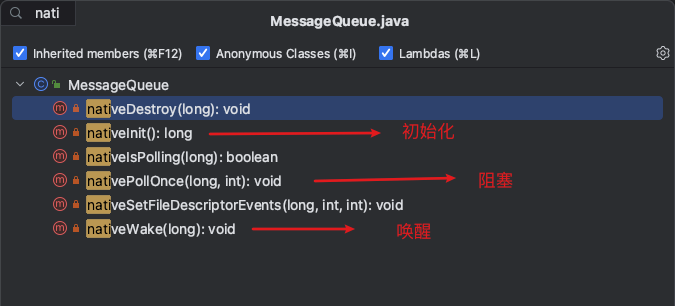 nati
MessageQueue.java
Inherited members (⌘F12) Anonymous Classes (⌘I) Lambdas (⌘L)
MessageQueue
nativeDestroy(long): void
nativeInit(): long 初始化
nativeIsPolling(long): boolean
nativePollOnce(long, int): void 阻塞
nativeSetFileDescriptorEvents(long, int, int): void
nativeWake(long): void 唤醒